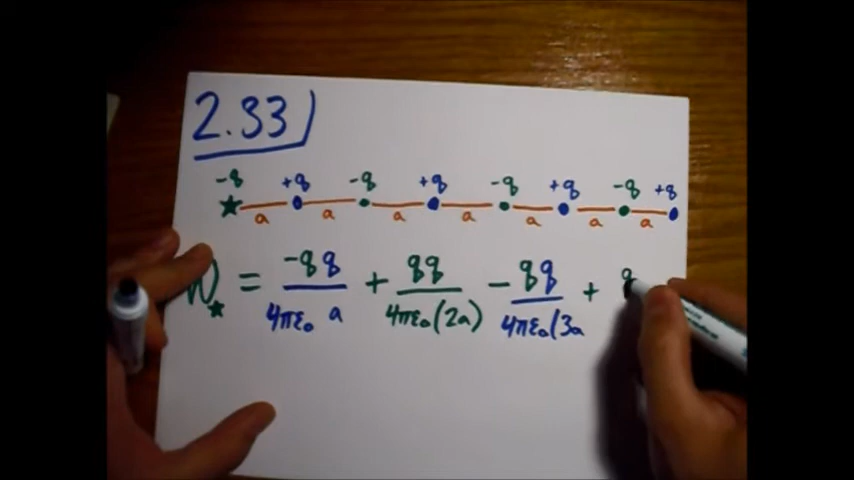 2.33
-q +q -q +q -q +q -q +q
a a a a a a a
W★ = -qq/4πε₀ a + qq/4πε₀(2a) - qq/4πε₀(3a + q